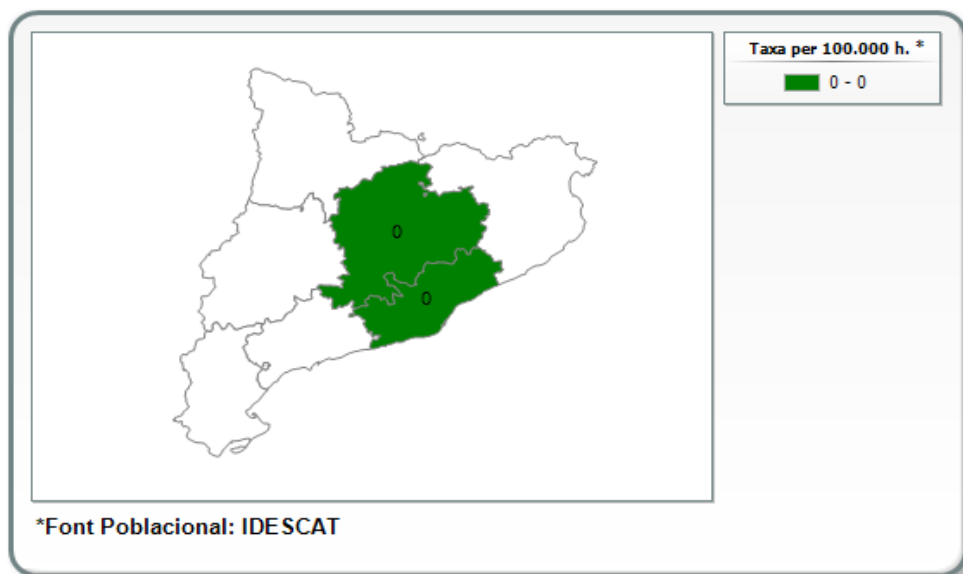 Taxa per 100.000 h. *
0 - 0
0
0
*Font Poblacional: IDESCAT